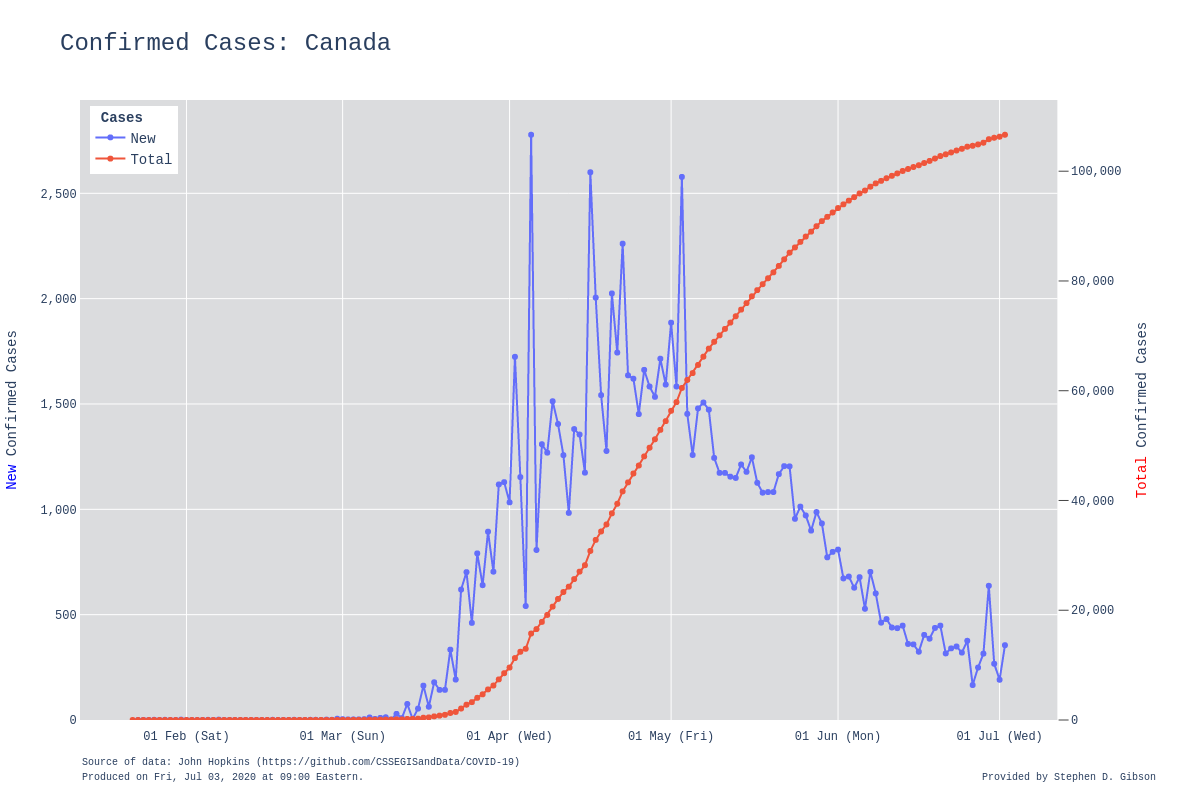 Confirmed Cases: Canada
Cases
New
Total
2,500
2,000
1,500
1,000
500
0
100,000
80,000
60,000
40,000
20,000
0
New Confirmed Cases
Total Confirmed Cases
01 Feb (Sat)
01 Mar (Sun)
01 Apr (Wed)
01 May (Fri)
01 Jun (Mon)
01 Jul (Wed)
Source of data: John Hopkins (https://github.com/CSSEGISandData/COVID-19)
Produced on Fri, Jul 03, 2020 at 09:00 Eastern.
Provided by Stephen D. Gibson